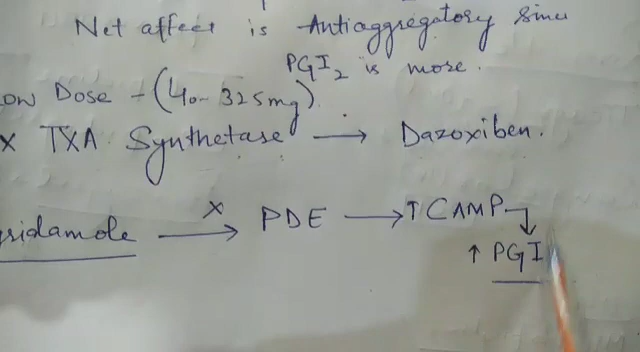 Net affect is Antiaggregatory since
PGI2 is more.
ow Dose - (40-325mg).
x TXA Synthetase → Dazoxiben.
ridamole x → PDE → ↑ CAMP
↑ PGI